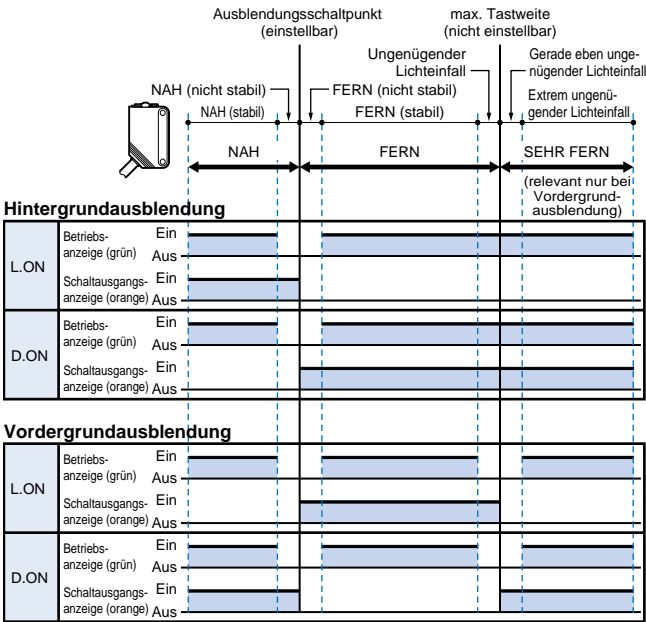 Ausblendungsschaltpunkt
(einstellbar)
max. Tastweite
(nicht einstellbar)
Ungenügender
Lichteinfall
Gerade eben unge-
nügender Lichteinfall
NAH (nicht stabil)
FERN (nicht stabil)
Extrem ungenü-
gender Lichteinfall
NAH (stabil)
FERN (stabil)
NAH
FERN
SEHR FERN
(relevant nur bei
Vordergrund-
ausblendung)
Hintergrundausblendung
L.ON
Betriebs-
anzeige (grün)
Ein
Aus
Schaltausgangs-
anzeige (orange)
Ein
Aus
D.ON
Betriebs-
anzeige (grün)
Ein
Aus
Schaltausgangs-
anzeige (orange)
Ein
Aus
Vordergrundausblendung
L.ON
Betriebs-
anzeige (grün)
Ein
Aus
Schaltausgangs-
anzeige (orange)
Ein
Aus
D.ON
Betriebs-
anzeige (grün)
Ein
Aus
Schaltausgangs-
anzeige (orange)
Ein
Aus